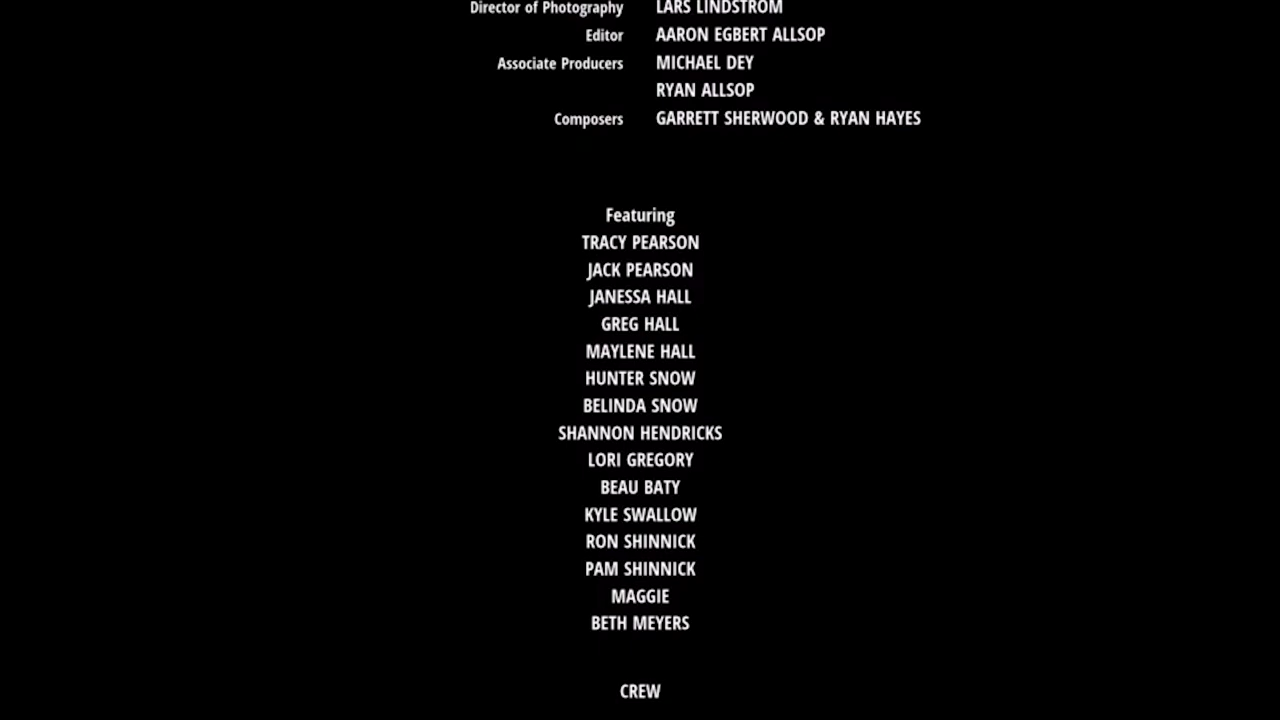 Director of Photography LARS LINDSTROM
Editor AARON EGBERT ALLSOP
Associate Producers MICHAEL DEY
RYAN ALLSOP
Composers GARRETT SHERWOOD & RYAN HAYES
Featuring
TRACY PEARSON
JACK PEARSON
JANESSA HALL
GREG HALL
MAYLENE HALL
HUNTER SNOW
BELINDA SNOW
SHANNON HENDRICKS
LORI GREGORY
BEAU BATY
KYLE SWALLOW
RON SHINNICK
PAM SHINNICK
MAGGIE
BETH MEYERS
CREW